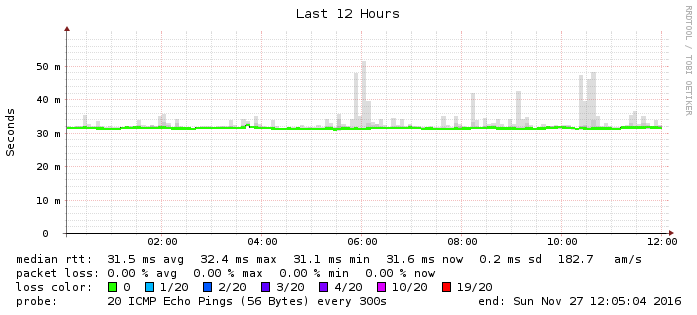 Last 12 Hours
RRDTOOL / TOBI OETIKER
Seconds
50 m
40 m
30 m
20 m
10 m
0
02:00 04:00 06:00 08:00 10:00 12:00
median rtt: 31.5 ms avg 32.4 ms max 31.1 ms min 31.6 ms now 0.2 ms sd 182.7 am/s
packet loss: 0.00 % avg 0.00 % max 0.00 % min 0.00 % now
loss color: 0 1/20 2/20 3/20 4/20 10/20 19/20
probe: 20 ICMP Echo Pings (56 Bytes) every 300s end: Sun Nov 27 12:05:04 2016